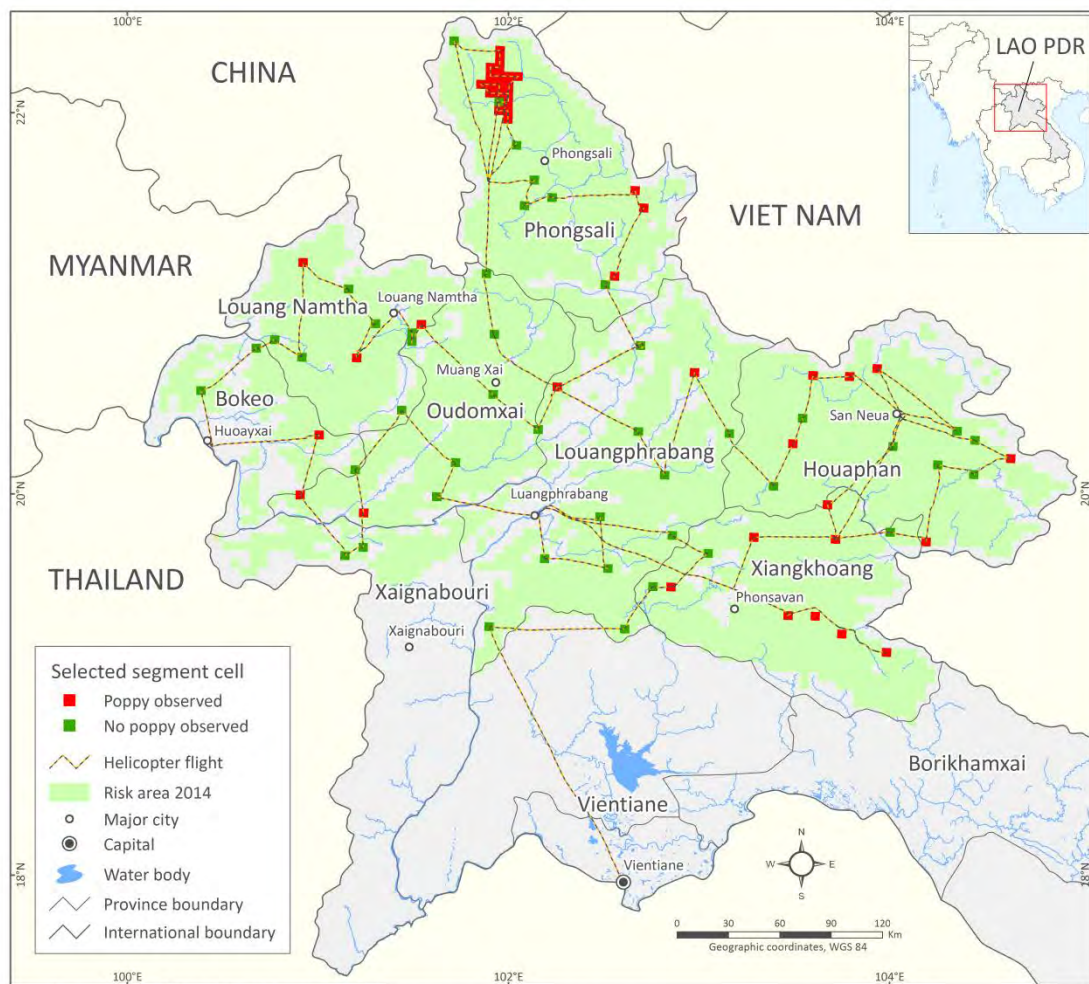 100°E
102°E
104°E
LAO PDR
CHINA
22°N
22°N
Phongsali
Phongsali
VIET NAM
MYANMAR
Louang Namtha
Louang Namtha
Muang Xai
Bokeo
Oudomxai
San Neua
Huoayxai
Louangphrabang
Houaphan
20°N
20°N
Luangphrabang
Xiangkhoang
THAILAND
Xaignabouri
Phonsavan
Xaignabouri
Selected segment cell
Poppy observed
No poppy observed
Helicopter flight
Risk area 2014
Major city
Capital
Water body
Province boundary
International boundary
Borikhamxai
Vientiane
Vientiane
N
W E
S
18°N
18°N
0 30 60 90 120
Km
Geographic coordinates, WGS 84
100°E
102°E
104°E